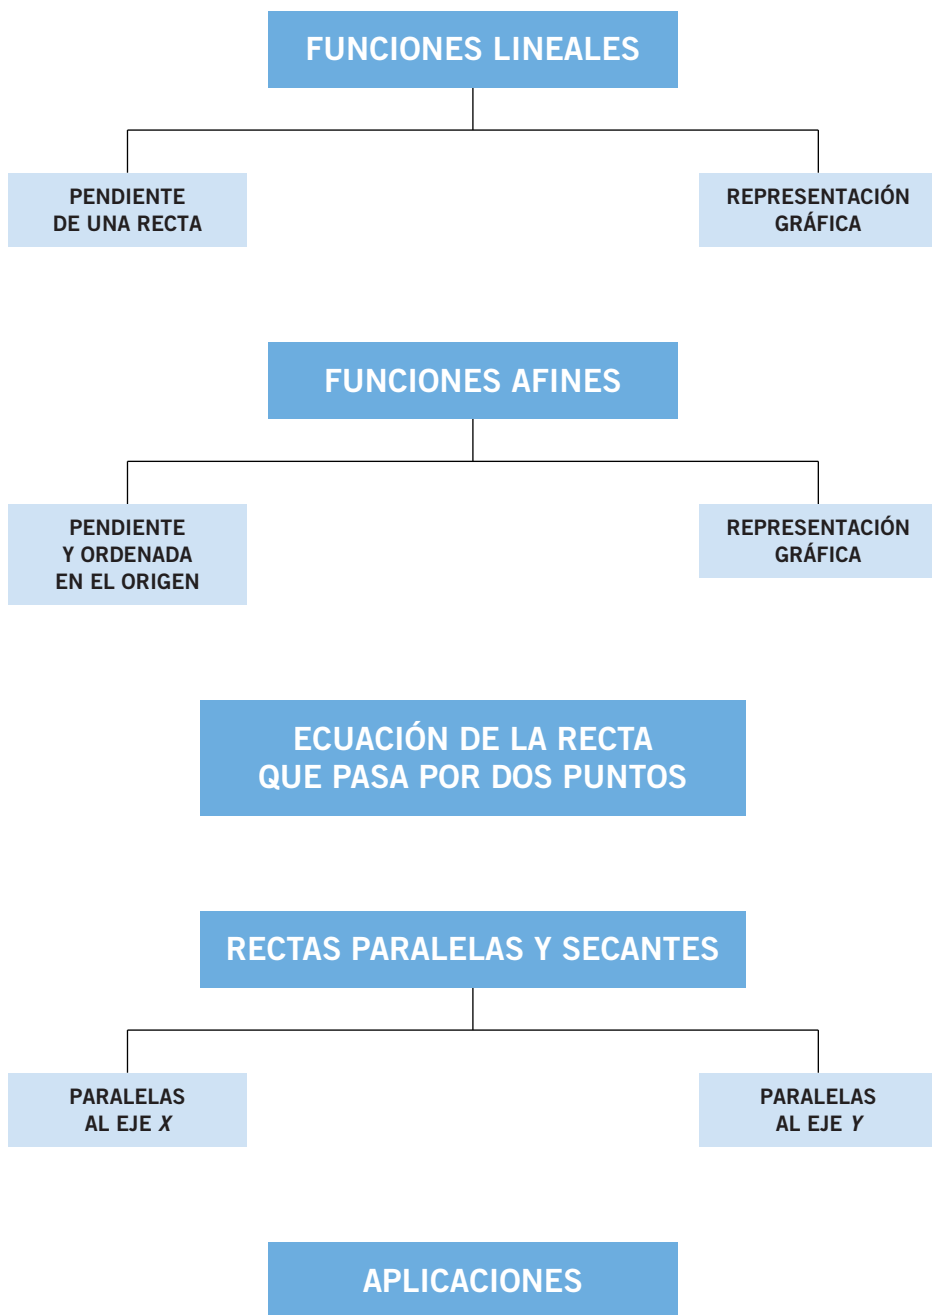 FUNCIONES LINEALES
PENDIENTE
DE UNA RECTA
REPRESENTACIÓN
GRÁFICA
FUNCIONES AFINES
PENDIENTE
Y ORDENADA
EN EL ORIGEN
REPRESENTACIÓN
GRÁFICA
ECUACIÓN DE LA RECTA
QUE PASA POR DOS PUNTOS
RECTAS PARALELAS Y SECANTES
PARALELAS
AL EJE X
PARALELAS
AL EJE Y
APLICACIONES